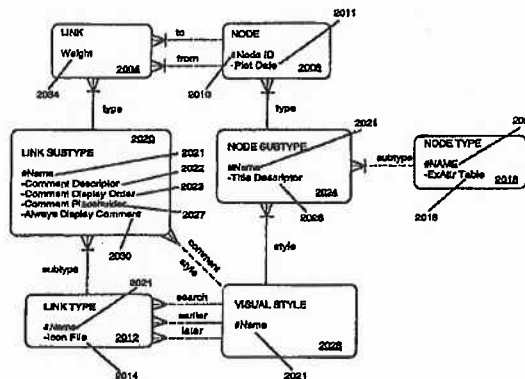 LINK
Weight
2034
to
from
NODE
#Node ID
-Plot Date
2011
2010
2008
type
type
LINK SUBTYPE
2020
#Name
-Comment Descriptor
-Comment Display Order
-Comment Placeholder
-Always Display Comment
2021
2022
2023
2027
2030
NODE SUBTYPE
#Name
-Title Descriptor
2024
2026
subtype
NODE TYPE
#NAME
-ExAttr Table
2018
subtype
comment
style
style
LINK TYPE
#Name
-Icon File
2021
2012
2014
search
earlier
later
VISUAL STYLE
#Name
2028
2021